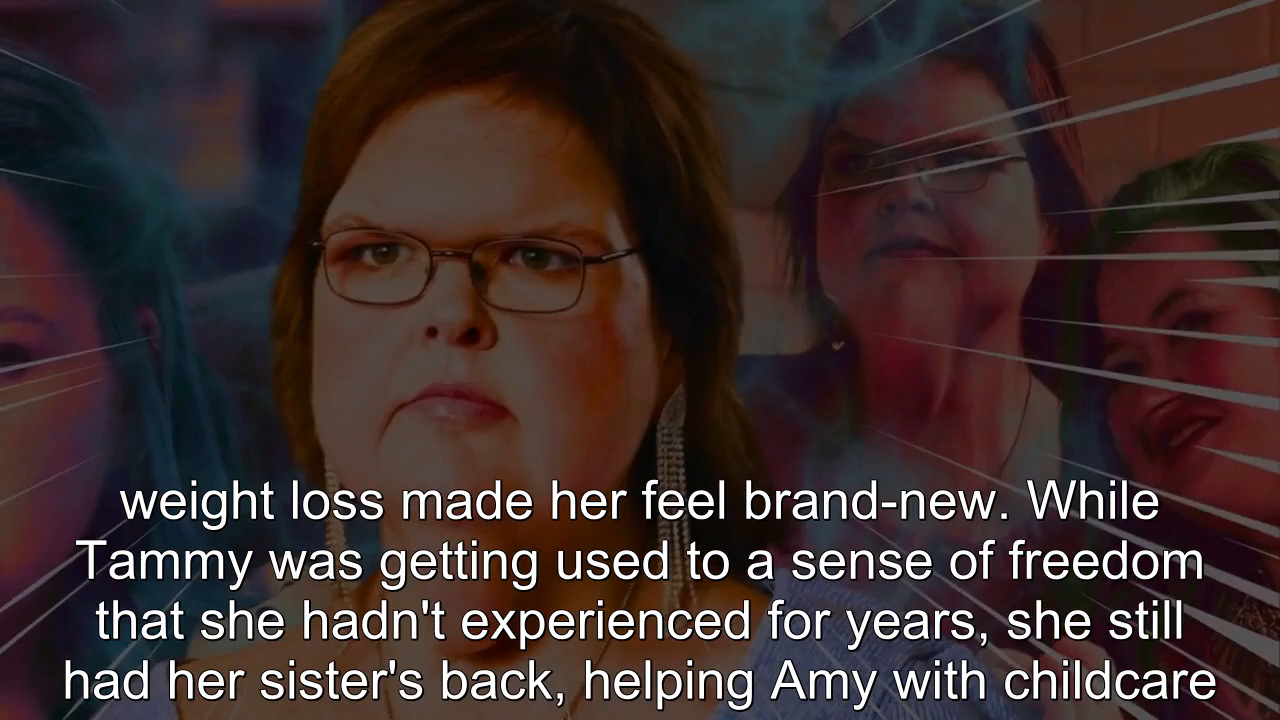 weight loss made her feel brand-new. While
Tammy was getting used to a sense of freedom
that she hadn't experienced for years, she still
had her sister's back, helping Amy with childcare